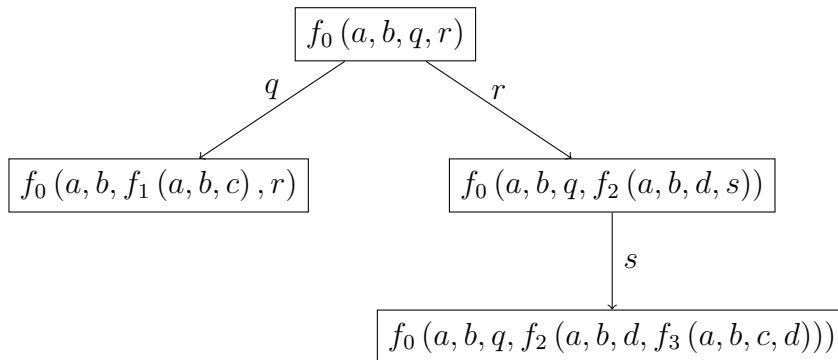 f₀ (a, b, q, r)
q
r
f₀ (a, b, f₁ (a, b, c) , r)
f₀ (a, b, q, f₂ (a, b, d, s))
s
f₀ (a, b, q, f₂ (a, b, d, f₃ (a, b, c, d)))